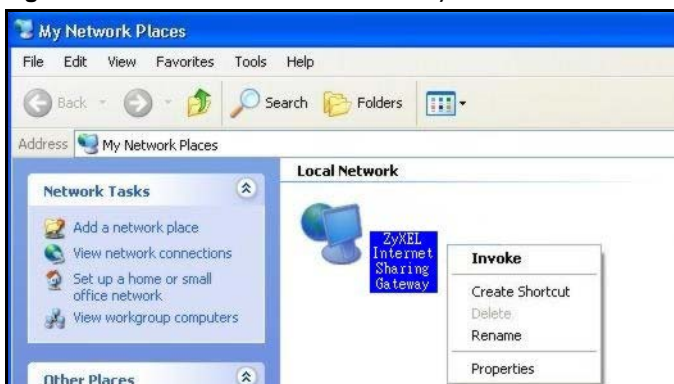 My Network Places
File Edit View Favorites Tools Help
Back Search Folders
Address My Network Places
Network Tasks
Add a network place
View network connections
Set up a home or small
office network
View workgroup computers
Other Places
Local Network
ZyXEL
Internet
Sharing
Gateway
Invoke
Create Shortcut
Delete
Rename
Properties